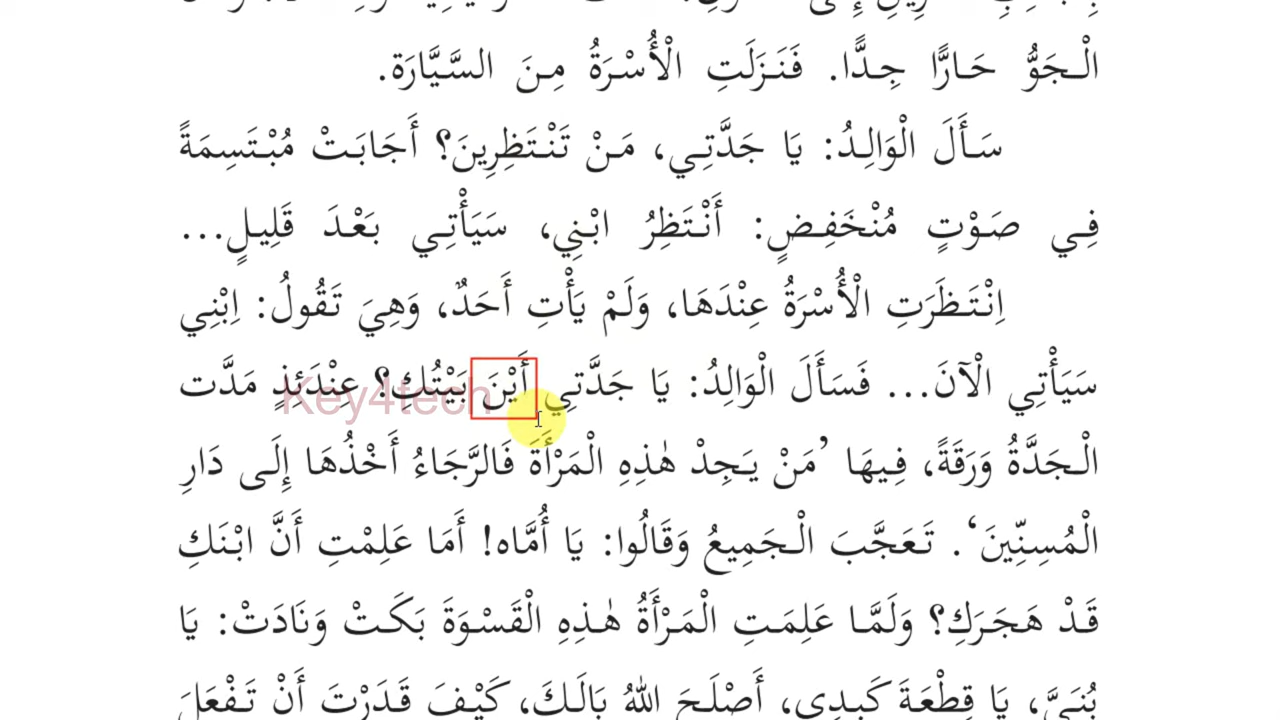 الْجَوُّ حَارًّا جِدًّا. فَنَزَلَتِ الْأُسْرَةُ مِنَ السَّيَّارَة.
سَأَلَ الْوَالِدُ: يَا جَدَّتِي، مَنْ تَنْتَظِرِينَ؟ أَجَابَتْ مُبْتَسِمَةً
فِي صَوْتٍ مُنْخَفِضٍ: أَنْتَظِرُ ابْنِي، سَيَأْتِي بَعْدَ قَلِيلٍ...
اِنْتَظَرَتِ الْأُسْرَةُ عِنْدَهَا، وَلَمْ يَأْتِ أَحَدٌ، وَهِيَ تَقُولُ: اِبْنِي
سَيَأْتِي الْآنَ... فَسَأَلَ الْوَالِدُ: يَا جَدَّتِي أَيْنَ بَيْتُكِ؟ عِنْدَئِذٍ مَدَّت
Key4tech
الْجَدَّةُ وَرَقَةً، فِيهَا ’مَنْ يَجِدْ هٰذِهِ الْمَرْأَةَ فَالرَّجَاءُ أَخْذُهَا إِلَى دَارِ
الْمُسِنِّينَ‘. تَعَجَّبَ الْجَمِيعُ وَقَالُوا: يَا أُمَّاه! أَمَا عَلِمْتِ أَنَّ ابْنَكِ
قَدْ هَجَرَكِ؟ وَلَمَّا عَلِمَتِ الْمَرْأَةُ هٰذِهِ الْقَسْوَةَ بَكَتْ وَنَادَتْ: يَا
بُنَيَّ، يَا قِطْعَةَ كَبِدِي، أَصْلَحَ اللهُ بَالَكَ، كَيْفَ قَدَرْتَ أَنْ تَفْعَلَ